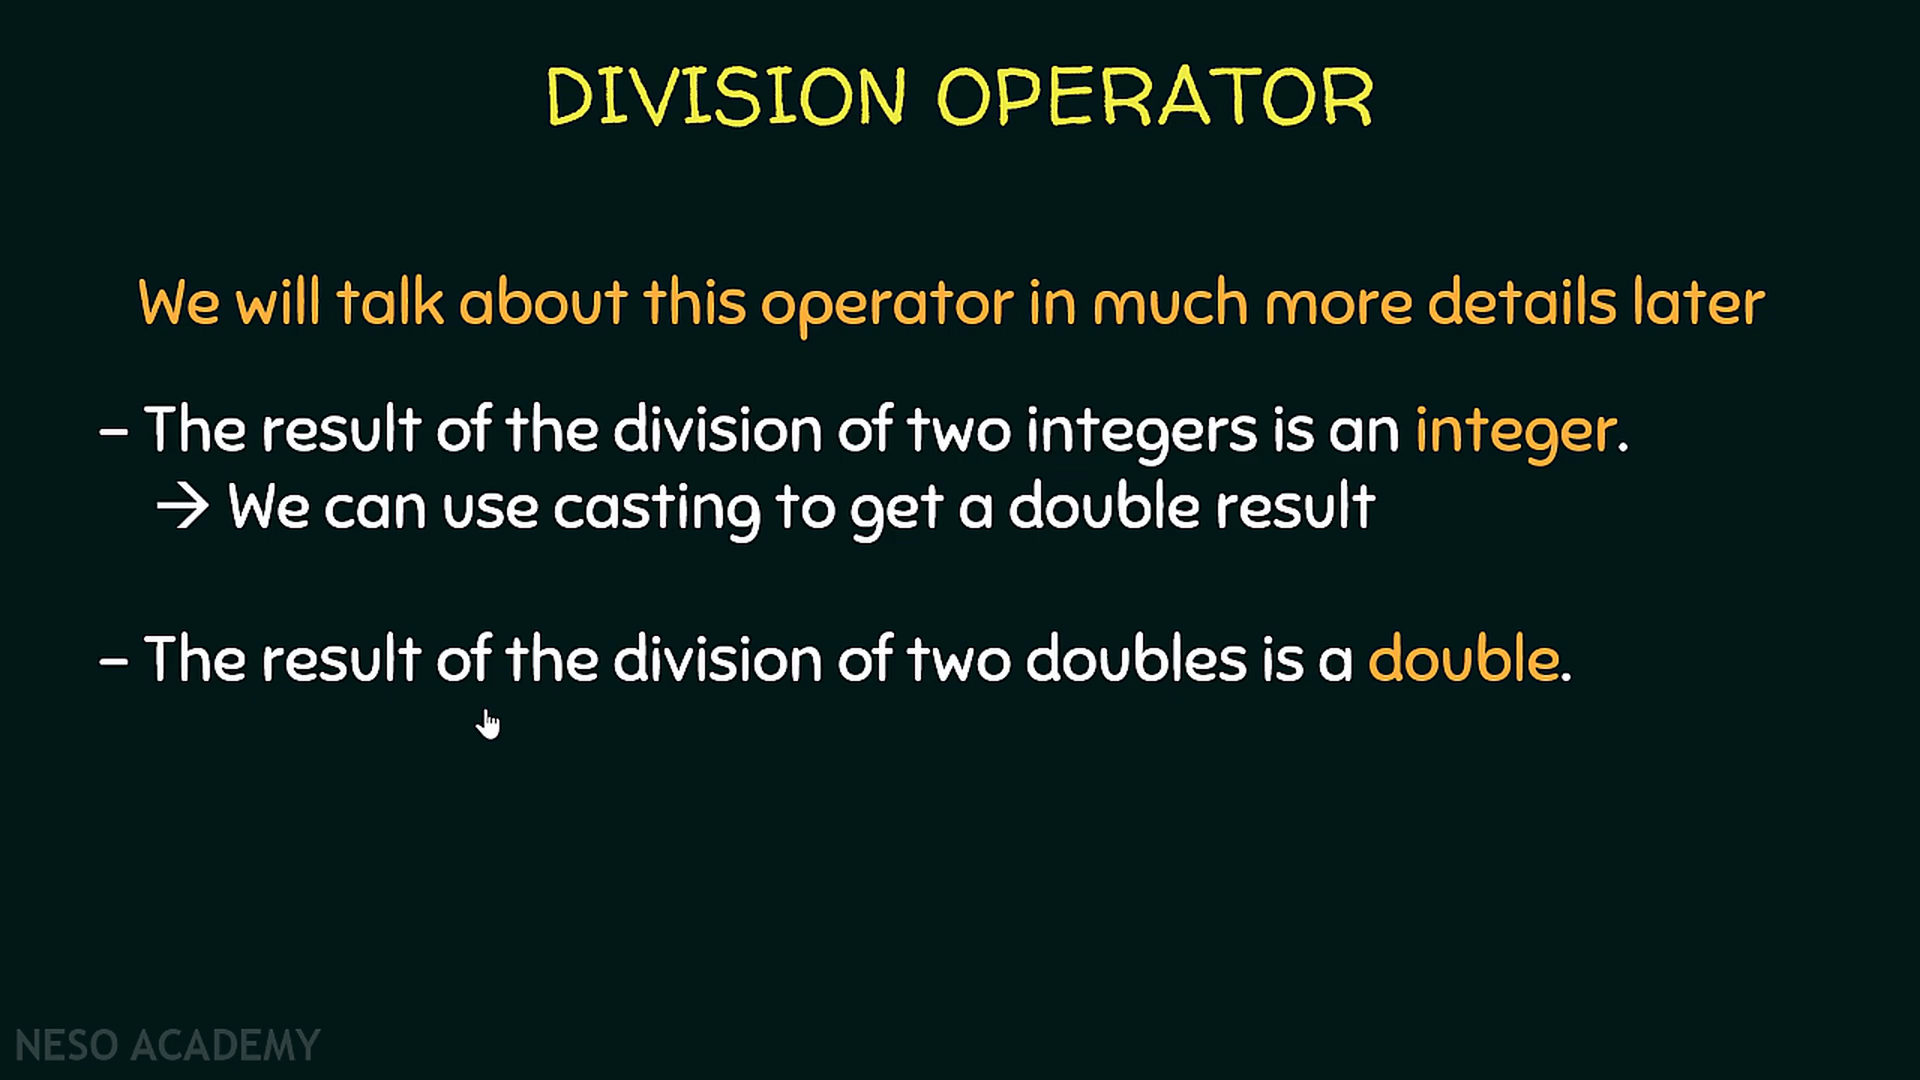 DIVISION OPERATOR
We will talk about this operator in much more details later
– The result of the division of two integers is an integer.
→ We can use casting to get a double result
– The result of the division of two doubles is a double.
NESO ACADEMY